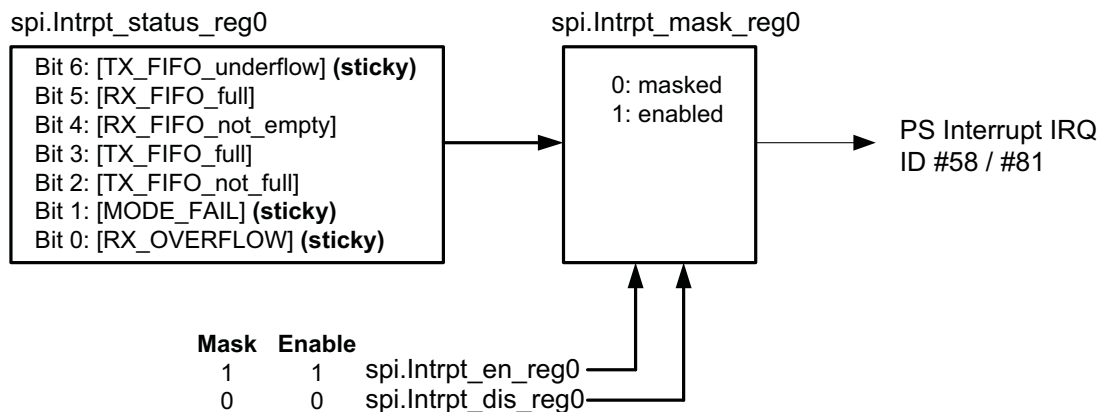 spi.Intrpt_status_reg0
spi.Intrpt_mask_reg0
Bit 6: [TX_FIFO_underflow] (sticky)
Bit 5: [RX_FIFO_full]
Bit 4: [RX_FIFO_not_empty]
Bit 3: [TX_FIFO_full]
Bit 2: [TX_FIFO_not_full]
Bit 1: [MODE_FAIL] (sticky)
Bit 0: [RX_OVERFLOW] (sticky)
0: masked
1: enabled
PS Interrupt IRQ
ID #58 / #81
Mask Enable
1 1 spi.Intrpt_en_reg0
0 0 spi.Intrpt_dis_reg0